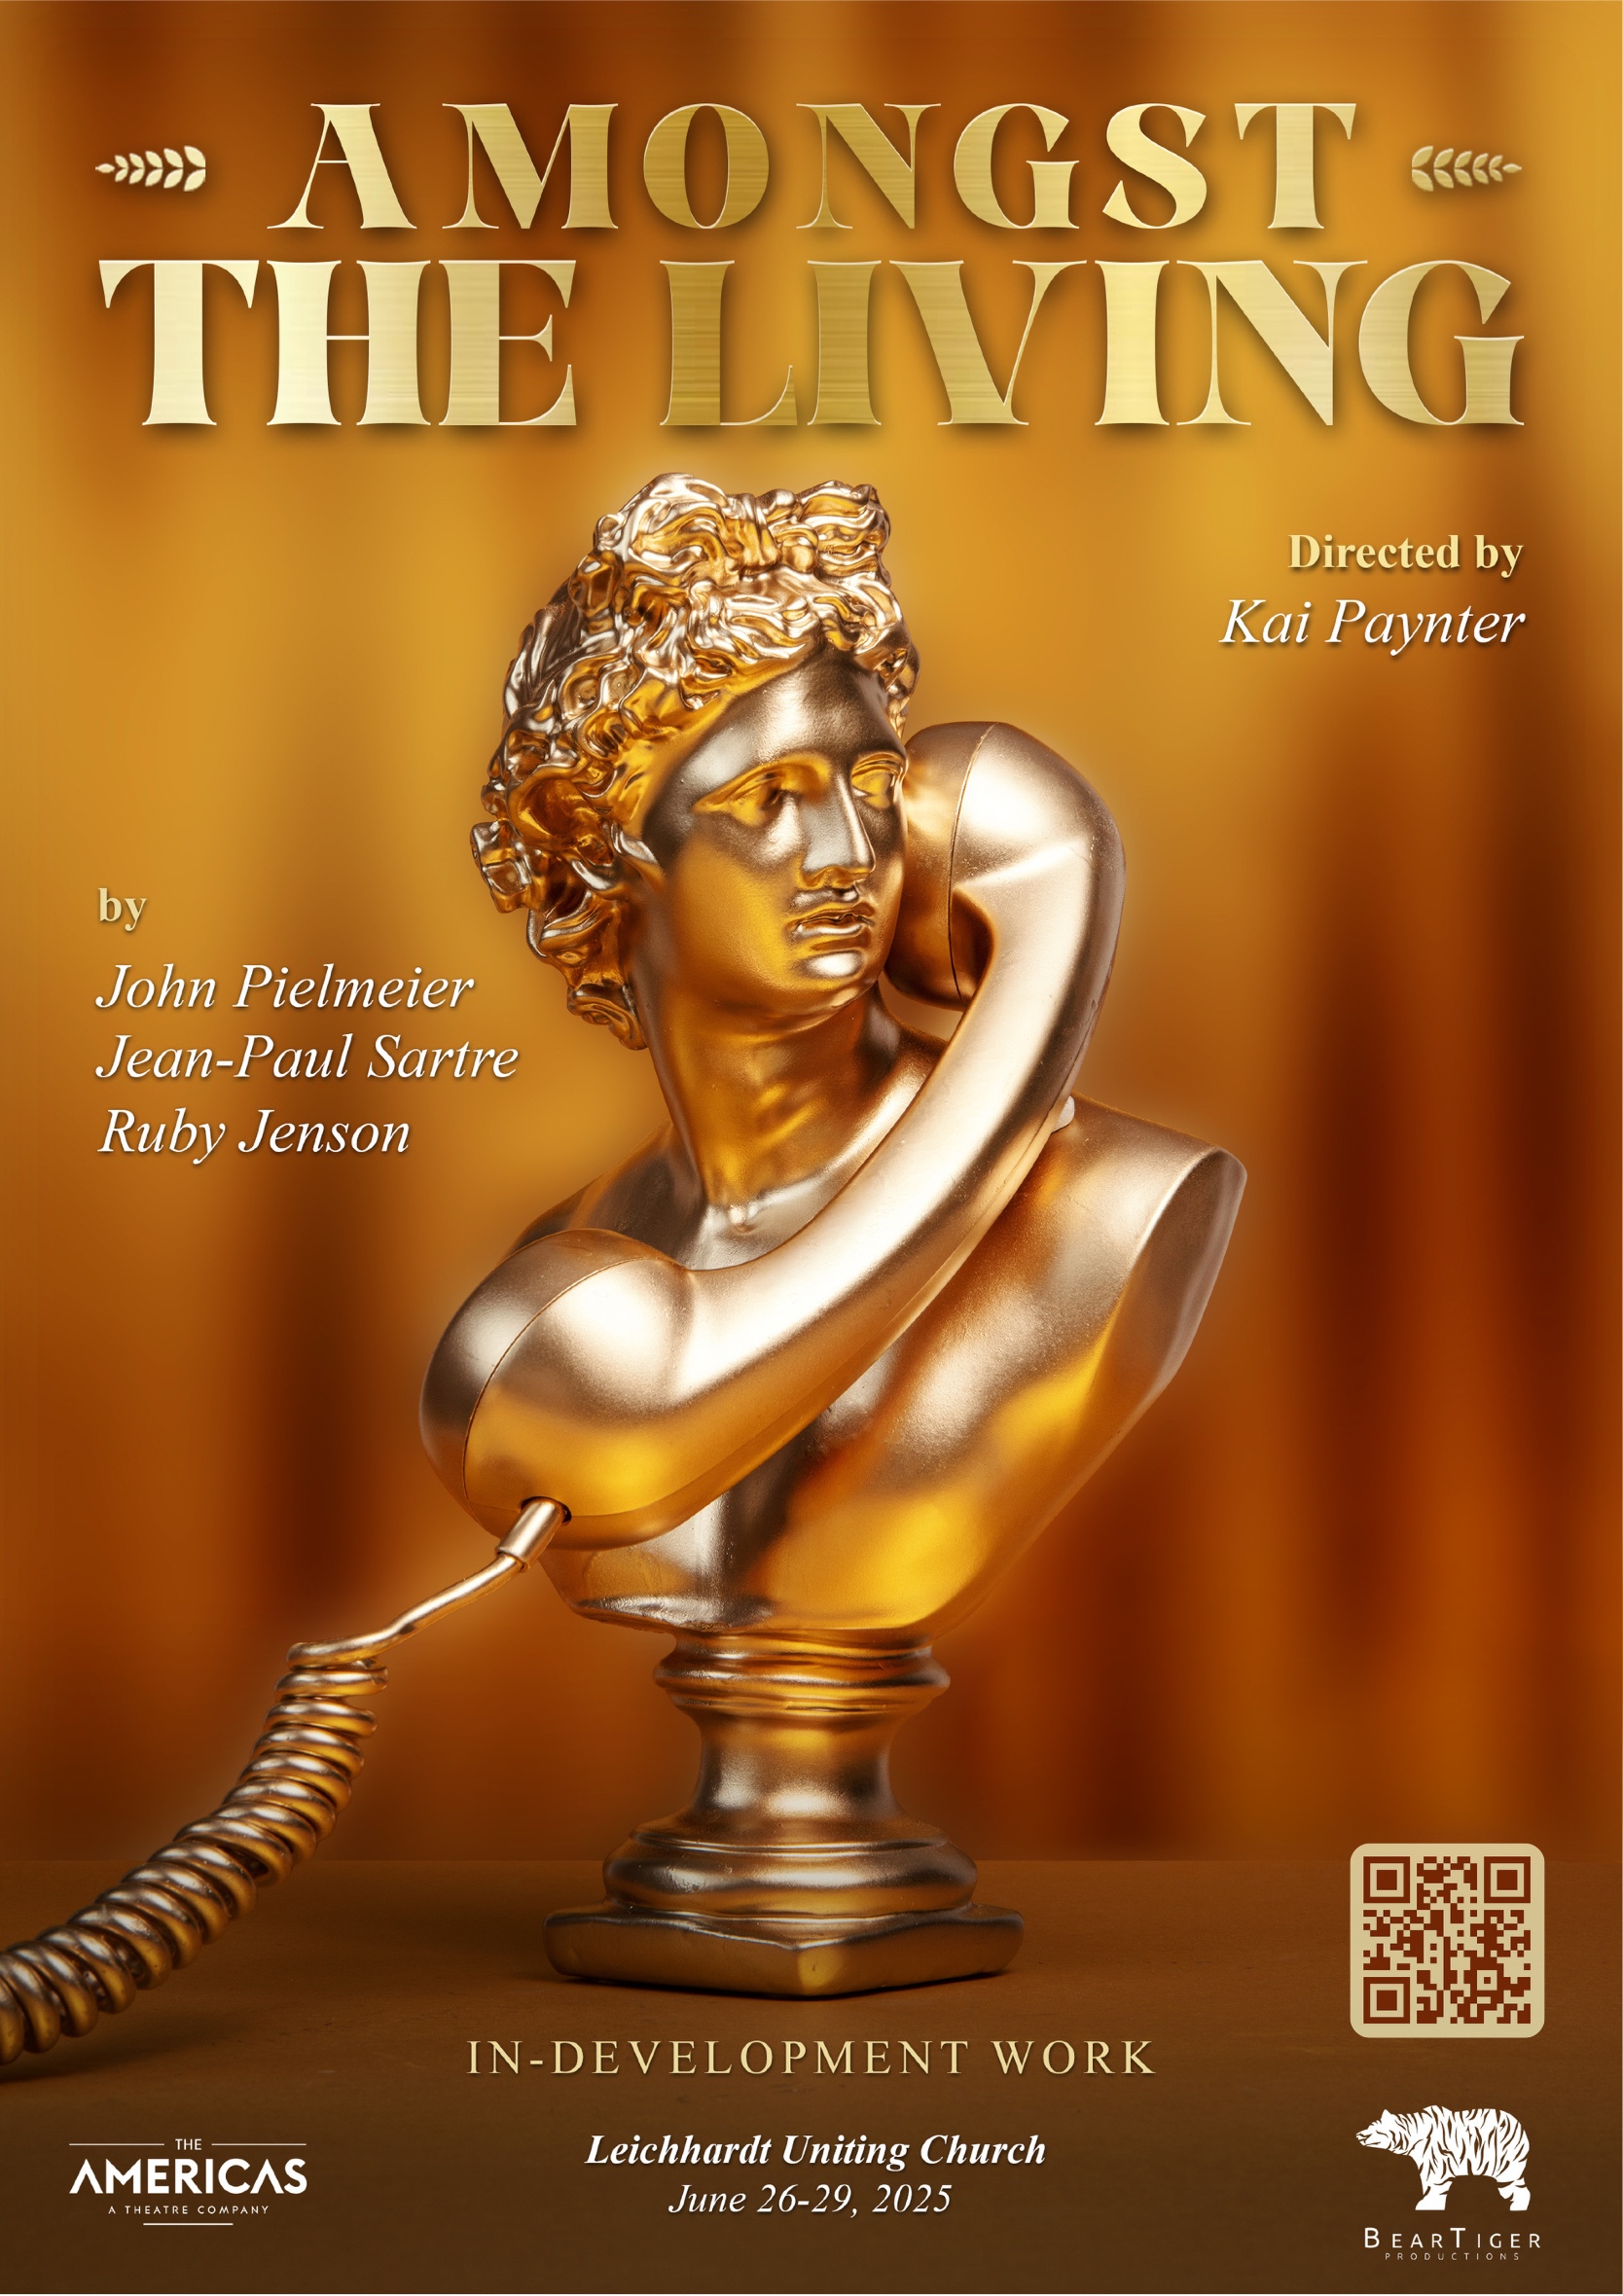 AMONGST
THE LIVING
Directed by
Kai Paynter
by
John Pielmeier
Jean-Paul Sartre
Ruby Jenson
IN-DEVELOPMENT WORK
Leichhardt Uniting Church
June 26-29, 2025
THE
AMERICAS
A THEATRE COMPANY
BEARTIGER
PRODUCTIONS